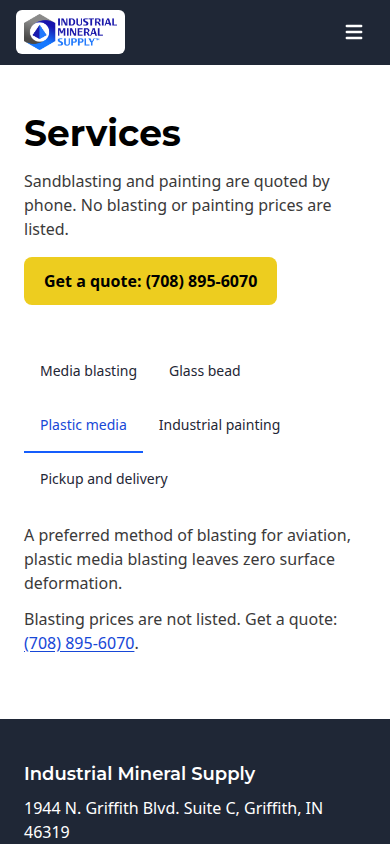 INDUSTRIAL
MINERAL
SUPPLY™
Services
Sandblasting and painting are quoted by
phone. No blasting or painting prices are
listed.
Get a quote: (708) 895-6070
Media blasting
Glass bead
Plastic media
Industrial painting
Pickup and delivery
A preferred method of blasting for aviation,
plastic media blasting leaves zero surface
deformation.
Blasting prices are not listed. Get a quote:
(708) 895-6070.
Industrial Mineral Supply
1944 N. Griffith Blvd. Suite C, Griffith, IN
46319